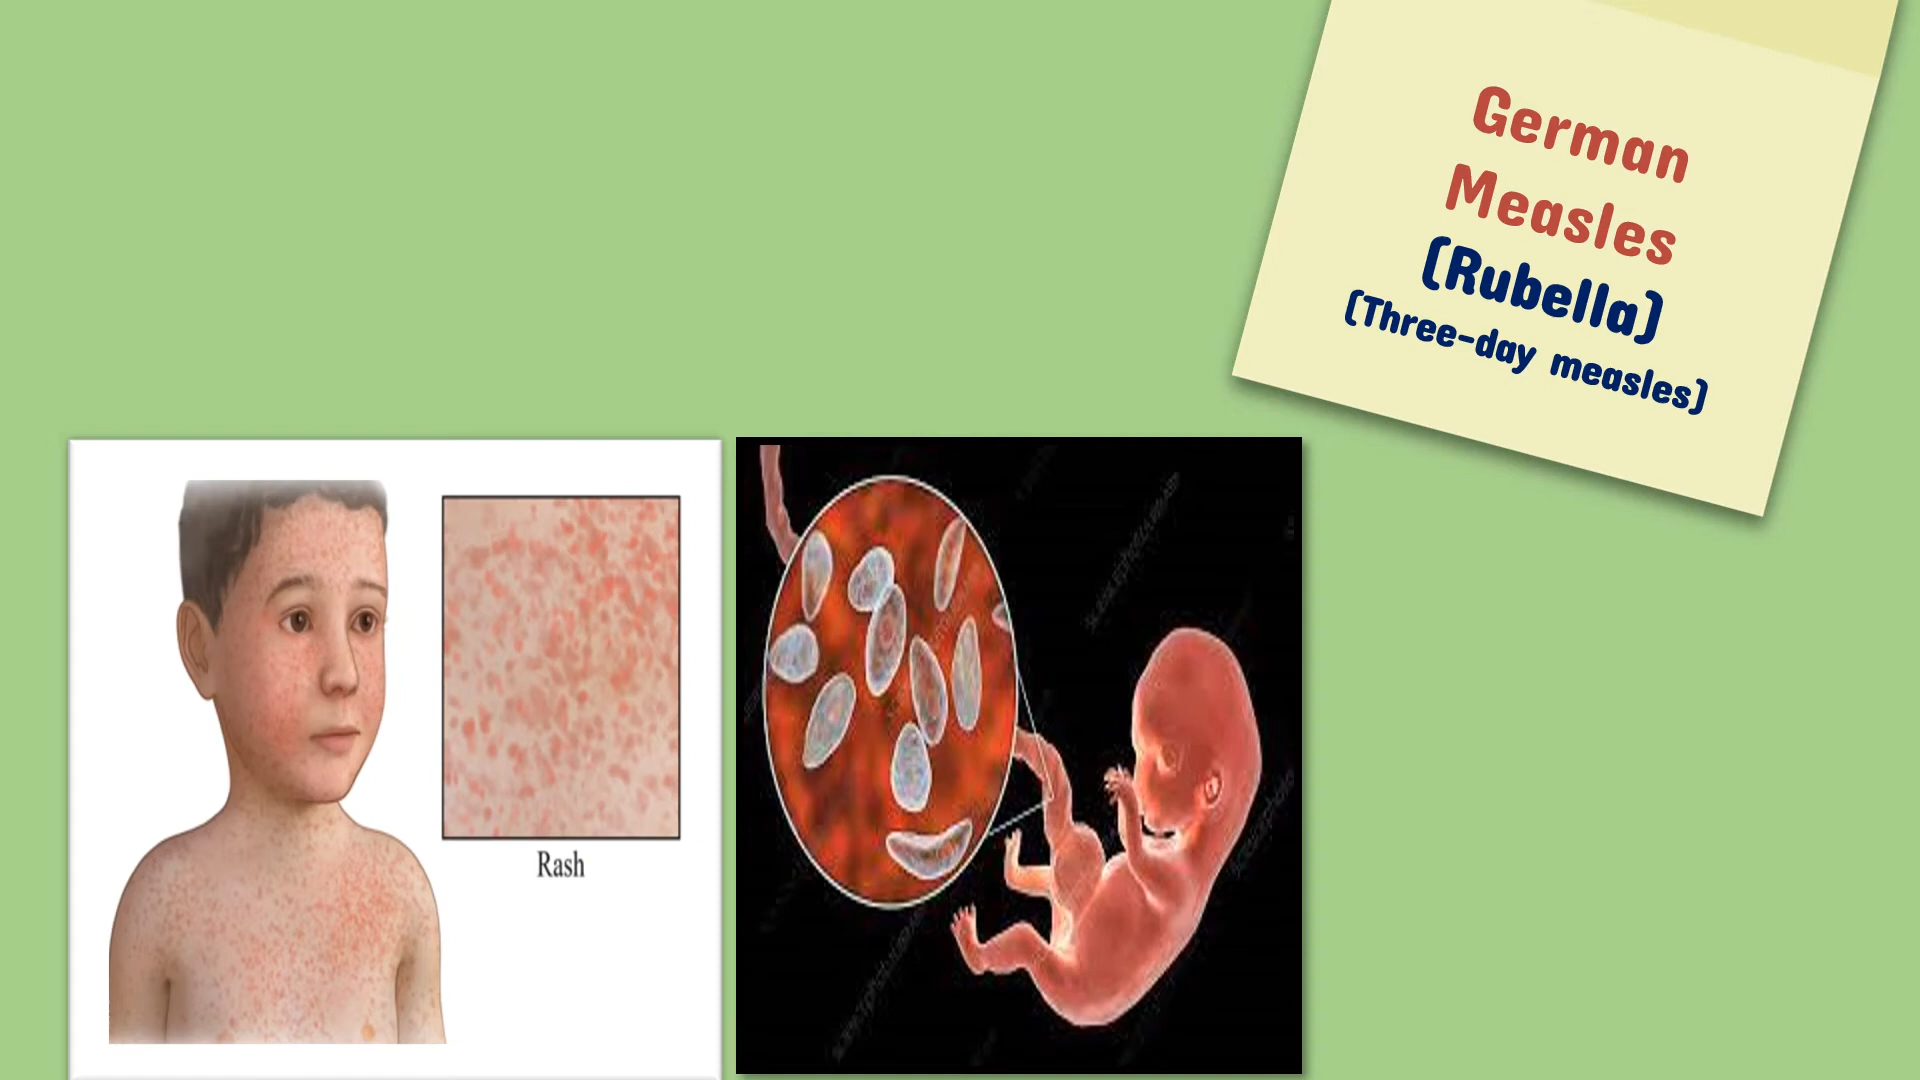 German
Measles
(Rubella)
(Three-day measles)
Rash